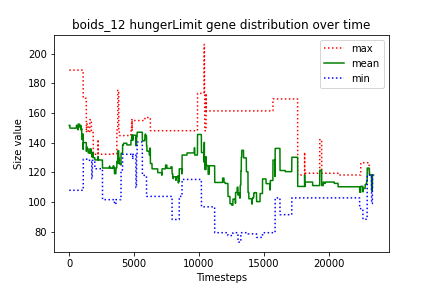 boids_12 hungerLimit gene distribution over time
max
mean
min
Size value
200
180
160
140
120
100
80
0
5000
10000
15000
20000
Timesteps